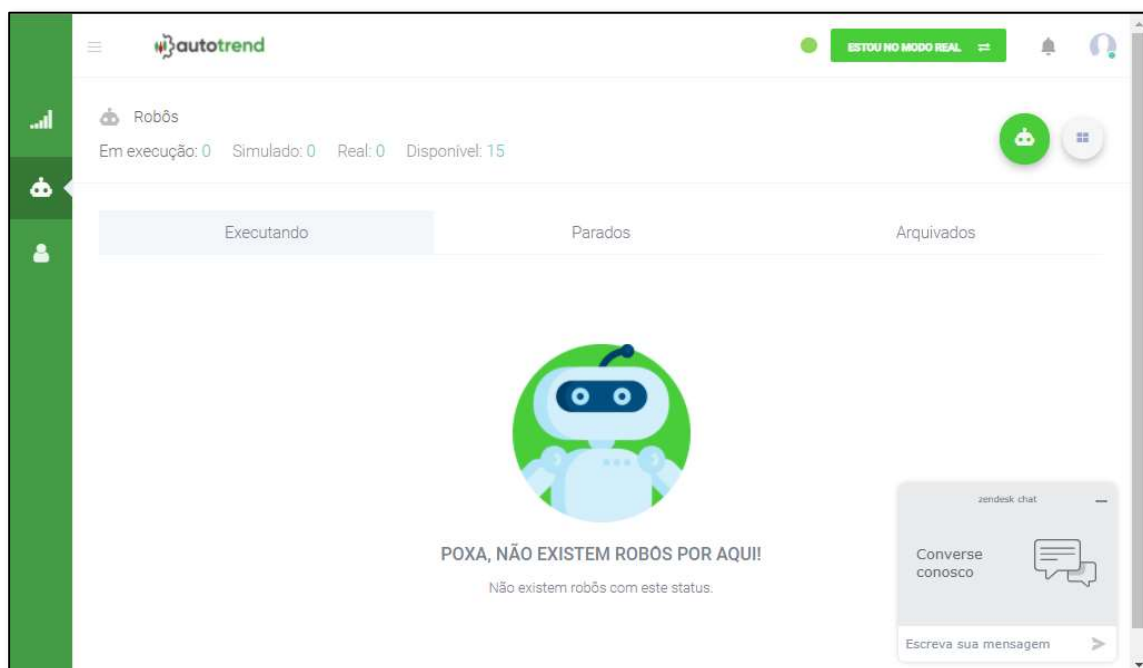 autotrend
ESTOU NO MODO REAL
Robôs
Em execução: 0 Simulado: 0 Real: 0 Disponível: 15
Executando Parados Arquivados
POXA, NÃO EXISTEM ROBÔS POR AQUI!
Não existem robôs com este status.
zendesk chat
Converse
conosco
Escreva sua mensagem